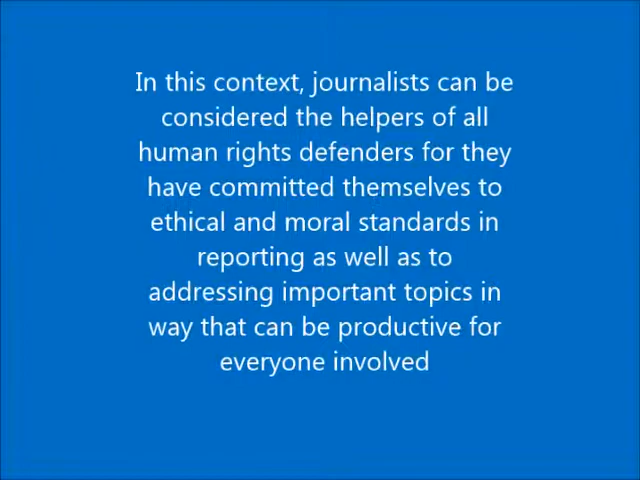 In this context, journalists can be
considered the helpers of all
human rights defenders for they
have committed themselves to
ethical and moral standards in
reporting as well as to
addressing important topics in
way that can be productive for
everyone involved